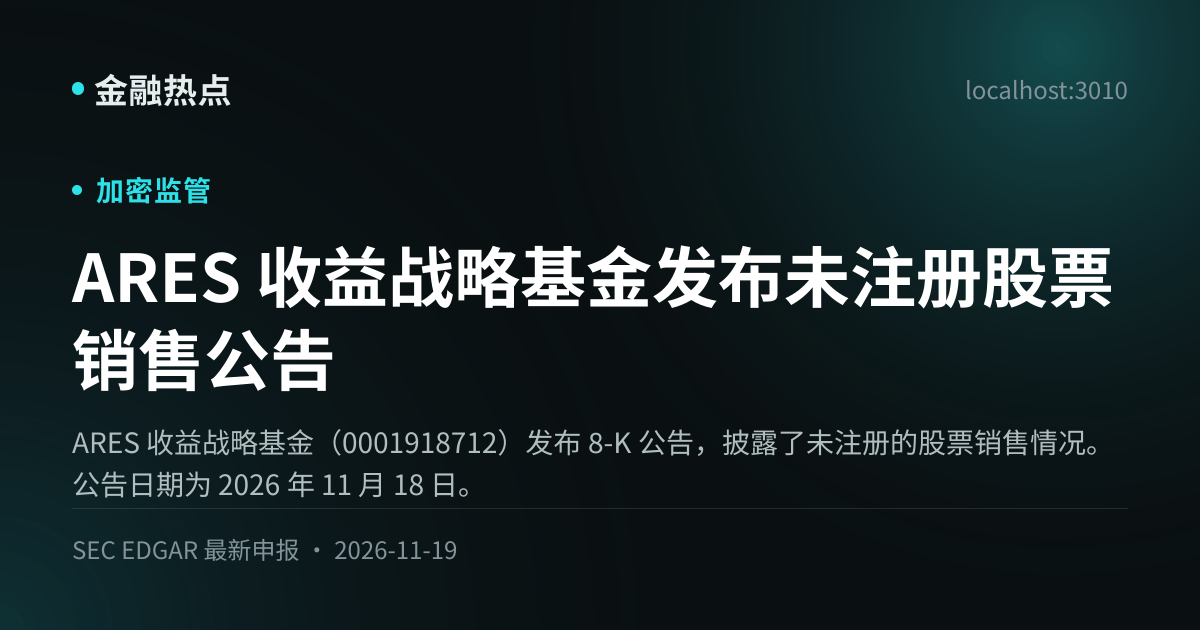 金融热点
localhost:3010
加密监管
ARES 收益战略基金发布未注册股票
销售公告
ARES 收益战略基金（0001918712）发布 8-K 公告，披露了未注册的股票销售情况。
公告日期为 2026 年 11 月 18 日。
SEC EDGAR 最新申报 · 2026-11-19